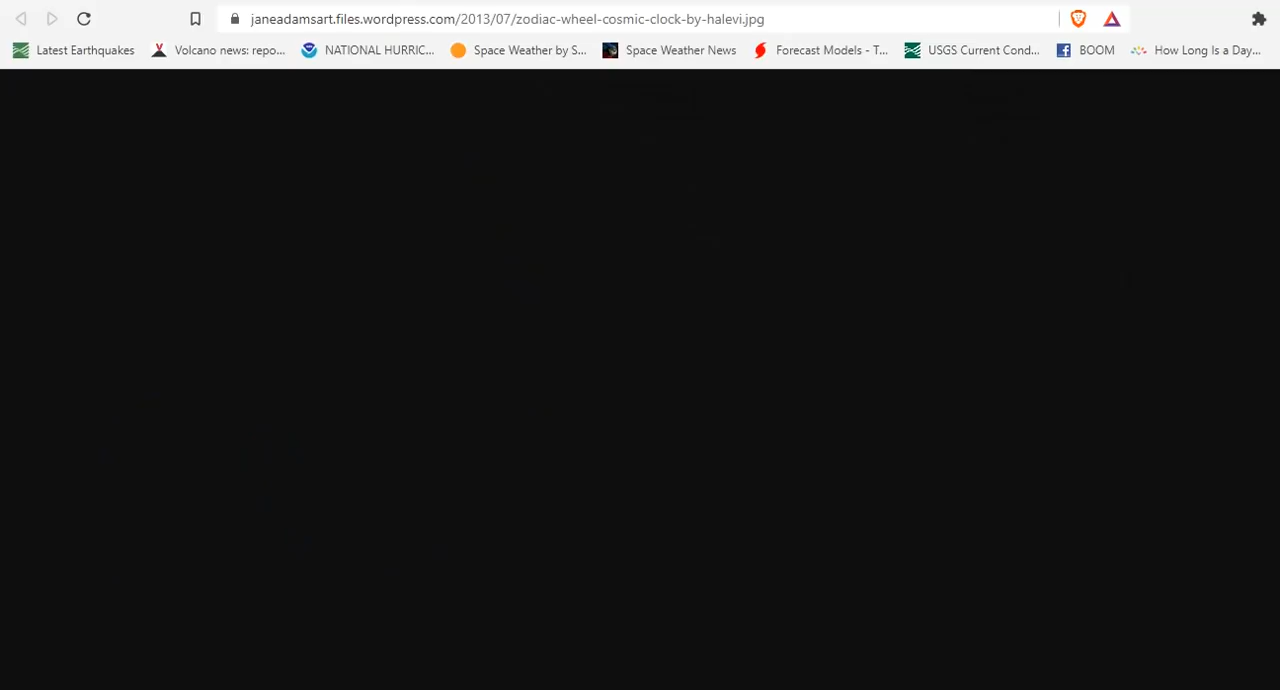 janeadamsart.files.wordpress.com/2013/07/zodiac-wheel-cosmic-clock-by-halevi.jpg
Latest Earthquakes Volcano news: repo... NATIONAL HURRIC... Space Weather by S... Space Weather News Forecast Models - T... USGS Current Cond... BOOM How Long Is a Day...